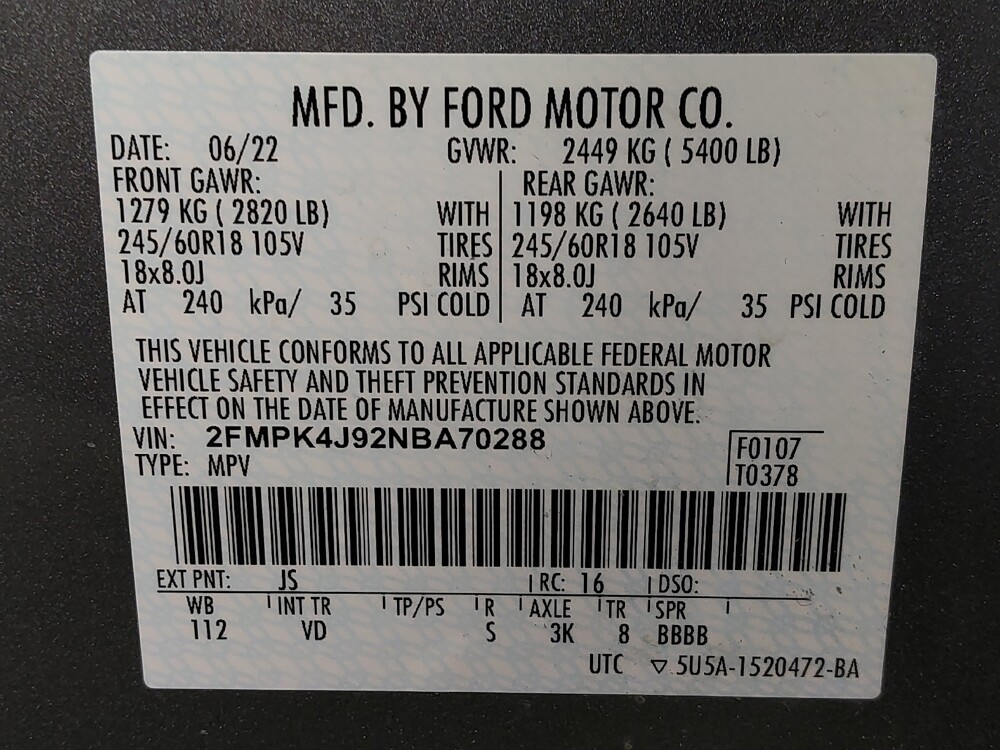 MFD. BY FORD MOTOR CO.
DATE: 06/22 GVWR: 2449 KG ( 5400 LB)
FRONT GAWR: REAR GAWR:
1279 KG ( 2820 LB) WITH 1198 KG ( 2640 LB) WITH
245/60R18 105V TIRES 245/60R18 105V TIRES
18x8.0J RIMS 18x8.0J RIMS
AT 240 kPa/ 35 PSI COLD AT 240 kPa/ 35 PSI COLD
THIS VEHICLE CONFORMS TO ALL APPLICABLE FEDERAL MOTOR
VEHICLE SAFETY AND THEFT PREVENTION STANDARDS IN
EFFECT ON THE DATE OF MANUFACTURE SHOWN ABOVE.
VIN: 2FMPK4J92NBA70288 F0107
TYPE: MPV T0378
EXT PNT: JS RC: 16 DSO:
WB INT TR TP/PS R AXLE TR SPR
112 VD S 3K 8 BBBB
UTC ▽ 5U5A-1520472-BA